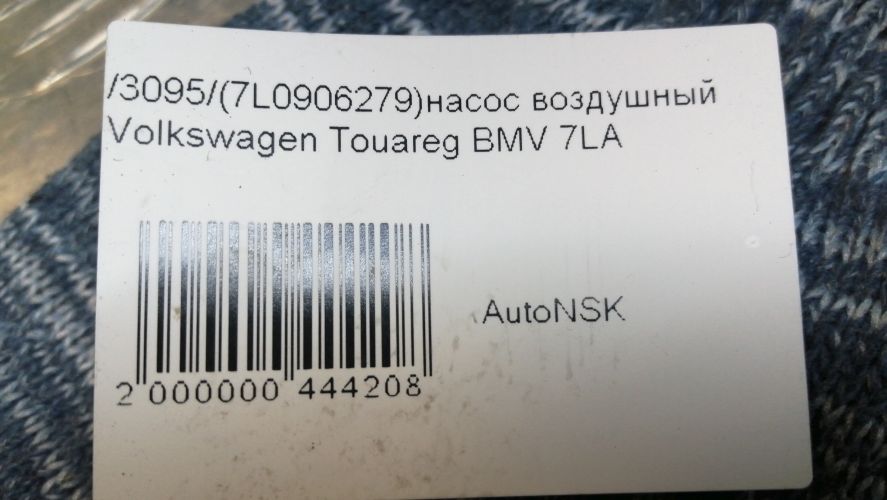 /3095/(7L0906279)насос воздушный
Volkswagen Touareg BMV 7LA
AutoNSK
2 000000 444208